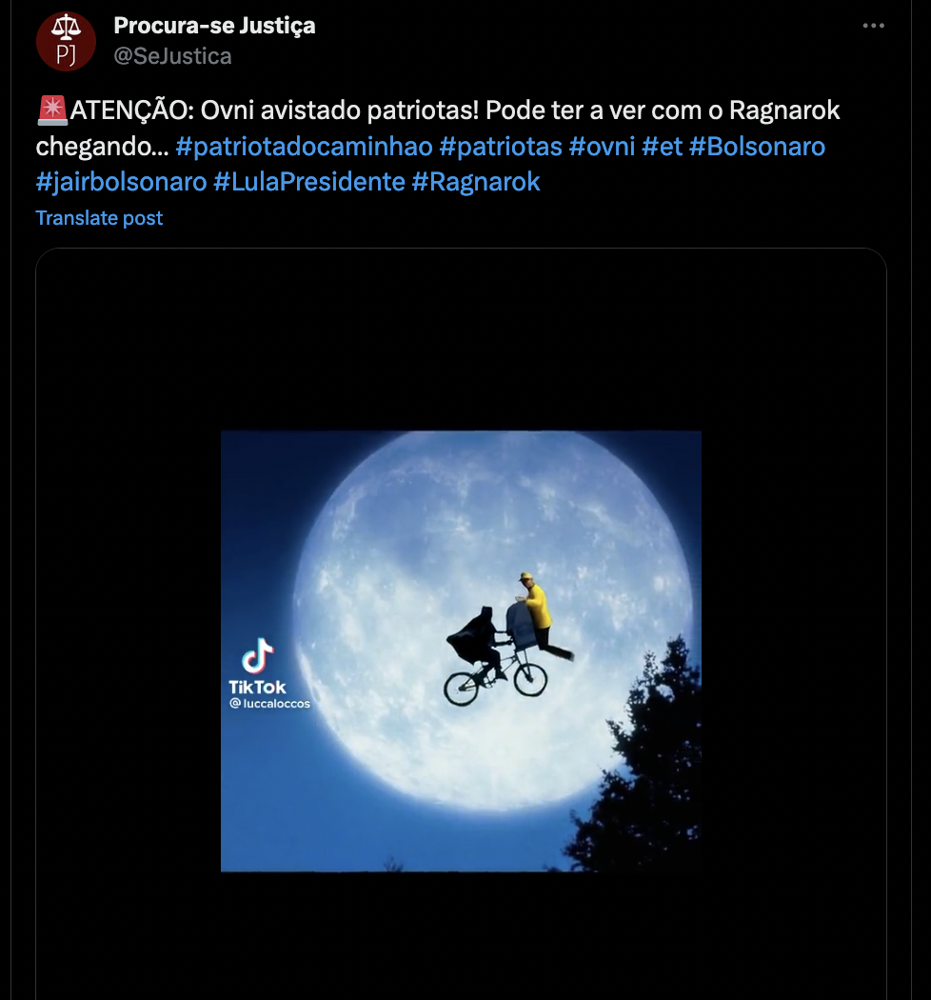 Procura-se Justiça
PJ
@SeJustica
🚨ATENÇÃO: Ovni avistado patriotas! Pode ter a ver com o Ragnarok
chegando... #patriotadocaminhao #patriotas #ovni #et #Bolsonaro
#jairbolsonaro #LulaPresidente #Ragnarok
Translate post
TikTok
@luccaloccos